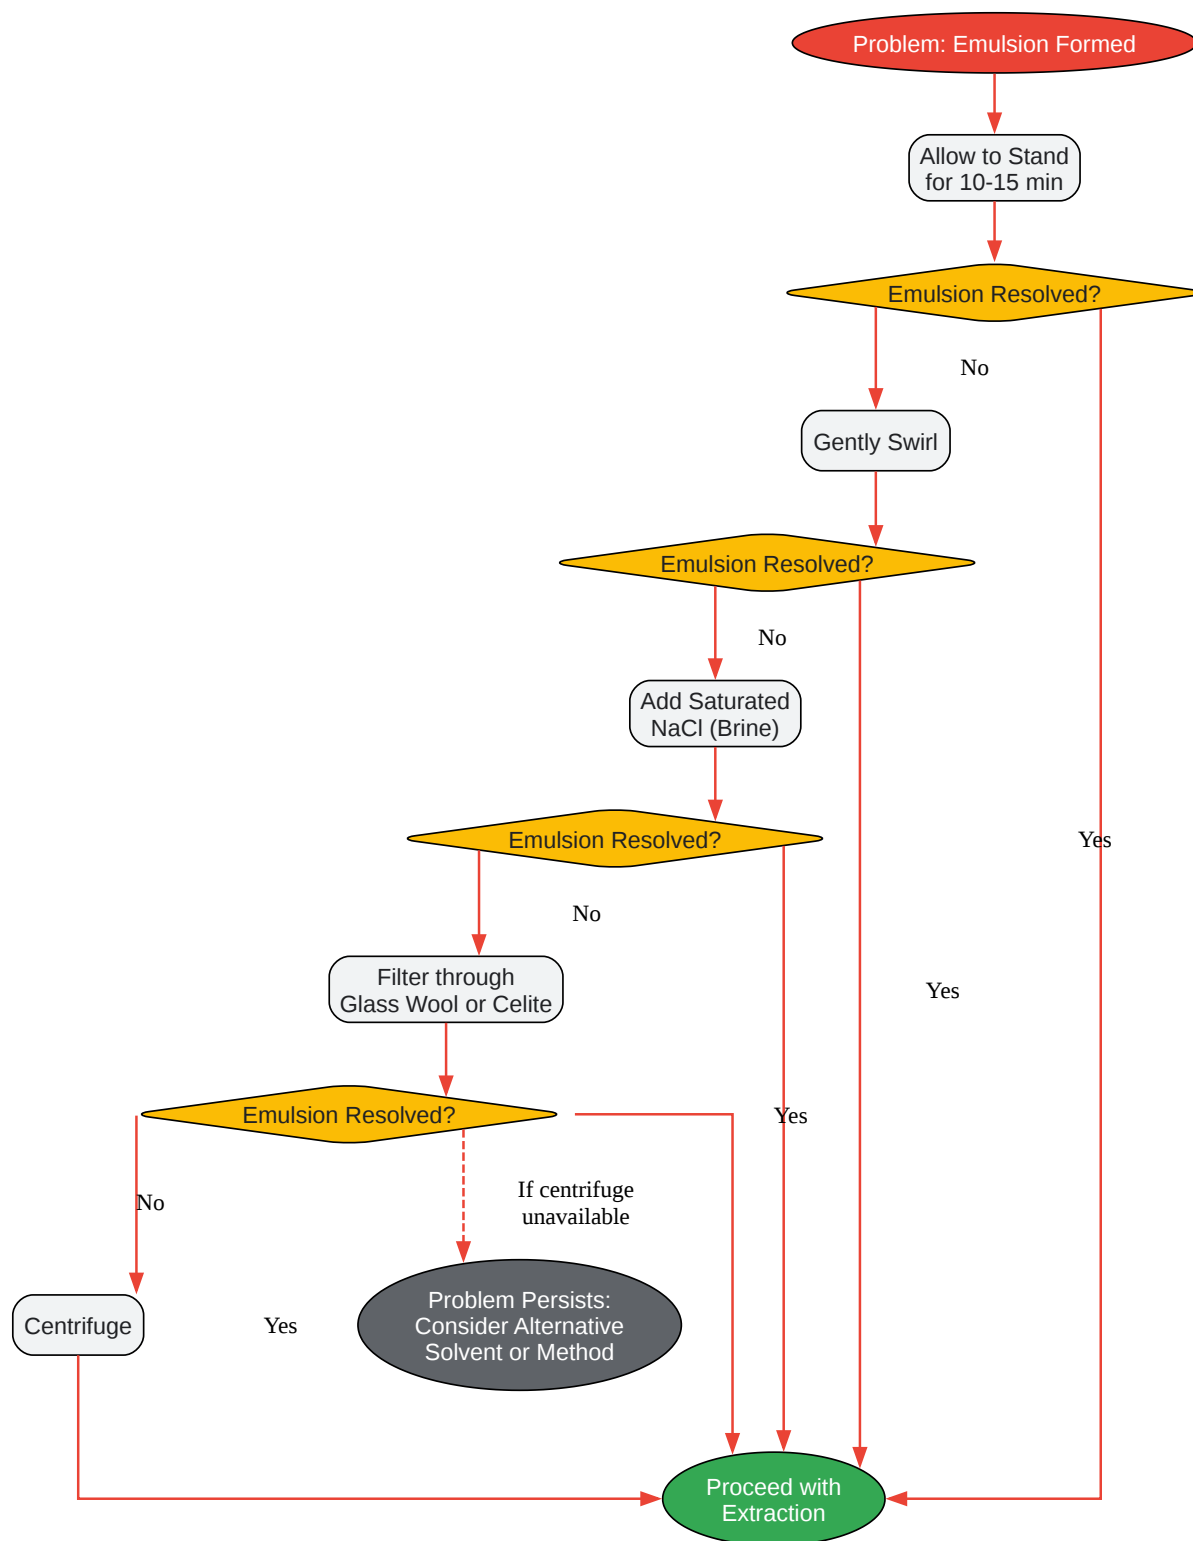 Problem: Emulsion Formed
Allow to Stand
for 10-15 min
Emulsion Resolved?
No
Gently Swirl
Emulsion Resolved?
No
Add Saturated
NaCl (Brine)
Emulsion Resolved?
Yes
No
Filter through
Glass Wool or Celite
Yes
Emulsion Resolved?
Yes
No
If centrifuge
unavailable
Centrifuge
Yes
Problem Persists:
Consider Alternative
Solvent or Method
Proceed with
Extraction